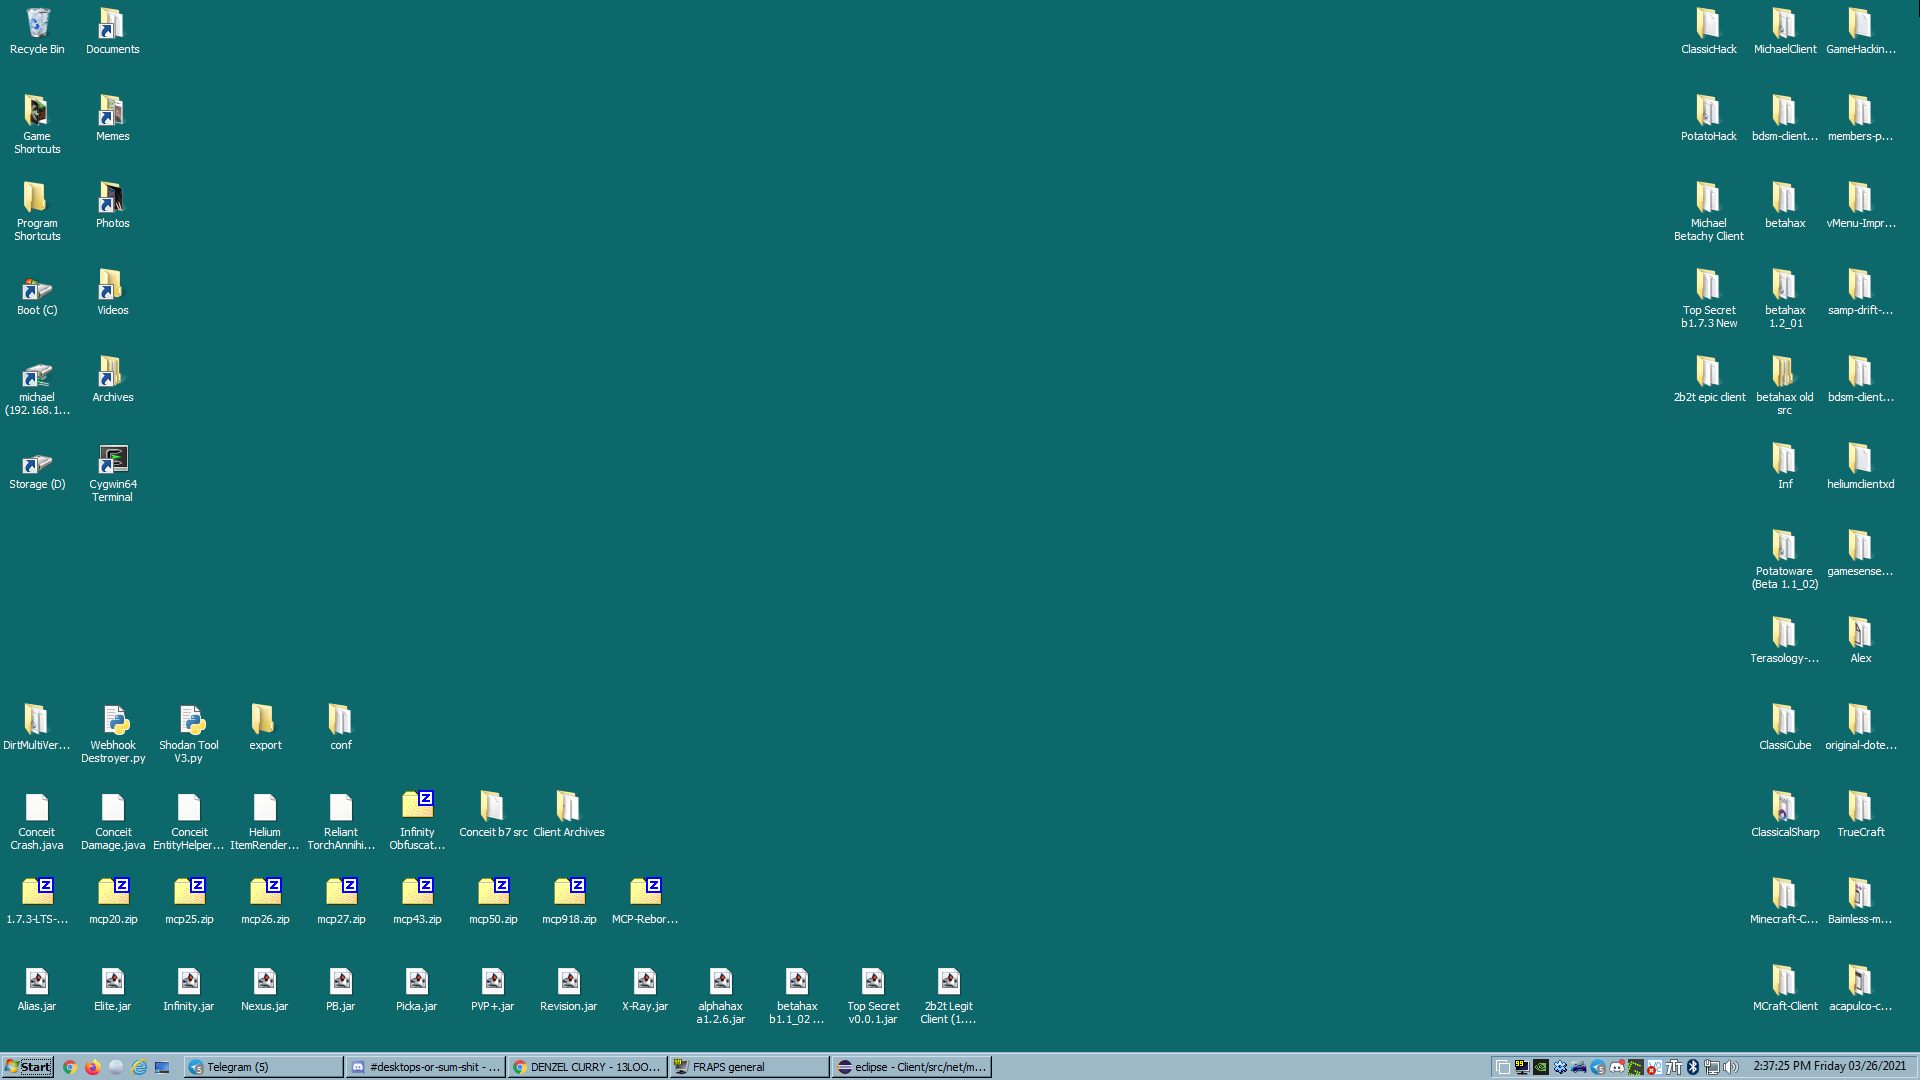 Recycle Bin
Documents
ClassicHack
MichaelClient
GameHackin...
Game
Shortcuts
Memes
PotatoHack
bdsm-client...
members-p...
Program
Shortcuts
Photos
Michael
Betachy Client
betahax
vMenu-Impr...
Boot (C)
Videos
Top Secret
b1.7.3 New
betahax
1.2_01
samp-drift-...
michael
(192.168.1...
Archives
2b2t epic client
betahax old
src
bdsm-client...
Storage (D)
Cygwin64
Terminal
Inf
heliumclientxd
Potatoware
(Beta 1.1_02)
gamesense...
Terasology-...
Alex
DirtMultiVer...
Webhook
Destroyer.py
Shodan Tool
V3.py
export
conf
ClassiCube
original-dote...
Conceit
Crash.java
Conceit
Damage.java
Conceit
EntityHelper...
Helium
ItemRender...
Reliant
TorchAnnihi...
Infinity
Obfuscat...
Conceit b7 src
Client Archives
ClassicalSharp
TrueCraft
1.7.3-LTS-...
mcp20.zip
mcp25.zip
mcp26.zip
mcp27.zip
mcp43.zip
mcp50.zip
mcp918.zip
MCP-Rebor...
Minecraft-C...
Baimless-m...
Alias.jar
Elite.jar
Infinity.jar
Nexus.jar
PB.jar
Picka.jar
PVP+.jar
Revision.jar
X-Ray.jar
alphahax
a1.2.6.jar
betahax
b1.1_02 ...
Top Secret
v0.0.1.jar
2b2t Legit
Client (1....
MCraft-Client
acapulco-c...
Start
Telegram (5)
#desktops-or-sum-shit - ...
DENZEL CURRY - 13LOO...
FRAPS general
eclipse - Client/src/net/m...
2:37:25 PM Friday 03/26/2021